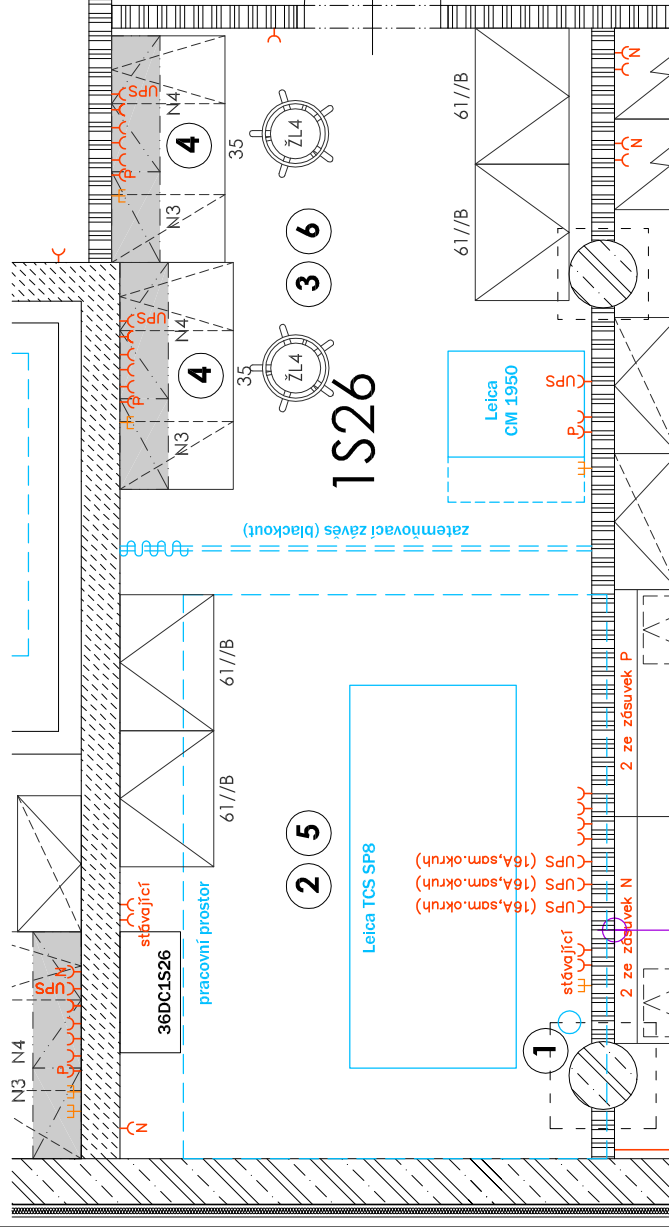 UPS
N4
P
N3
4
35
ŽL4
6
3
61//B
61//B
N
N
UPS
N4
P
N3
4
35
ŽL4
1S26
Leica
CM 1950
UPS
P
zatemňovací závěs (blackout)
61//B
61//B
pracovní prostor
stávající
36DC1S26
N
N
UPS
P
N4
N3
5
2
Leica TCS SP8
UPS (16A,sam.okruh)
UPS (16A,sam.okruh)
UPS (16A,sam.okruh)
stávající
1
2 ze zásuvek P
2 ze zásuvek N